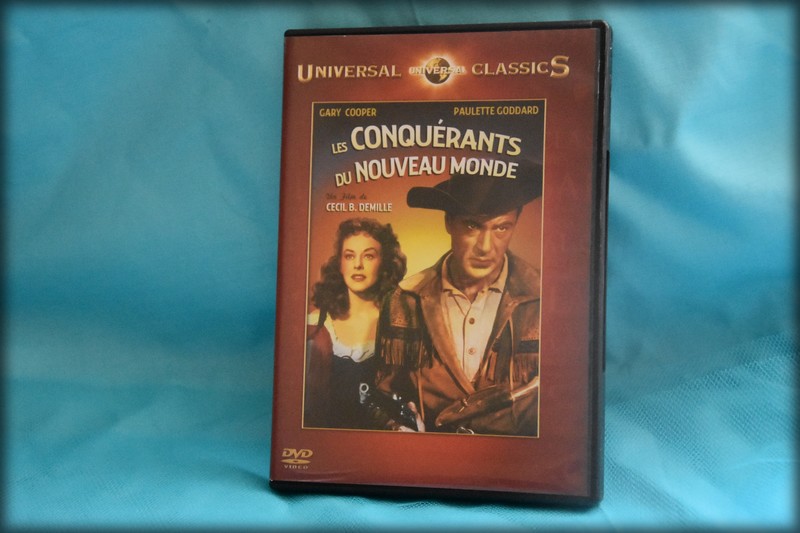 UNIVERSAL UNIVERSAL CLASSICS
GARY COOPER PAULETTE GODDARD
LES CONQUÉRANTS
DU NOUVEAU MONDE
Un film de
CECIL B. DEMILLE
DVD
VIDEO